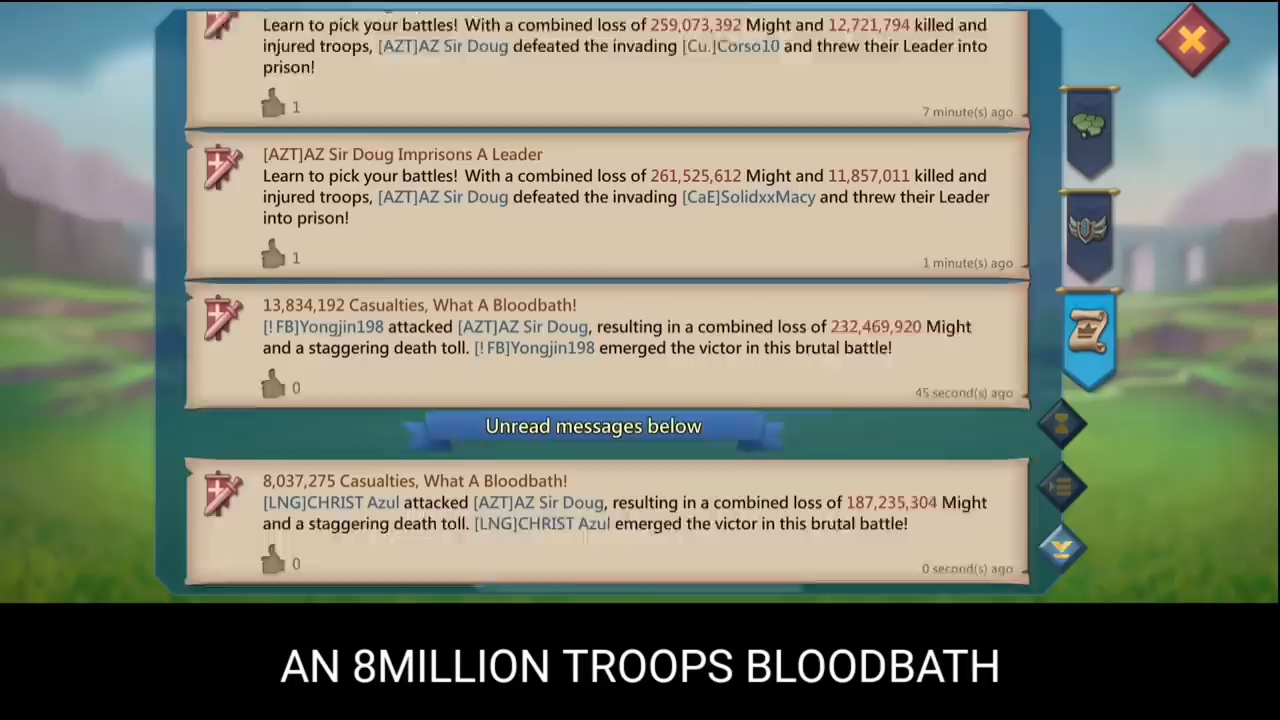 Learn to pick your battles! With a combined loss of 259,073,392 Might and 12,721,794 killed and
injured troops, [AZT]AZ Sir Doug defeated the invading [Cu.]Corso10 and threw their Leader into
prison!
1
7 minute(s) ago
[AZT]AZ Sir Doug Imprisons A Leader
Learn to pick your battles! With a combined loss of 261,525,612 Might and 11,857,011 killed and
injured troops, [AZT]AZ Sir Doug defeated the invading [CaE]SolidxxMacy and threw their Leader
into prison!
1
1 minute(s) ago
13,834,192 Casualties, What A Bloodbath!
[!FB]Yongjin198 attacked [AZT]AZ Sir Doug, resulting in a combined loss of 232,469,920 Might
and a staggering death toll. [!FB]Yongjin198 emerged the victor in this brutal battle!
0
45 second(s) ago
Unread messages below
8,037,275 Casualties, What A Bloodbath!
[LNG]CHRIST Azul attacked [AZT]AZ Sir Doug, resulting in a combined loss of 187,235,304 Might
and a staggering death toll. [LNG]CHRIST Azul emerged the victor in this brutal battle!
0
0 second(s) ago
AN 8MILLION TROOPS BLOODBATH